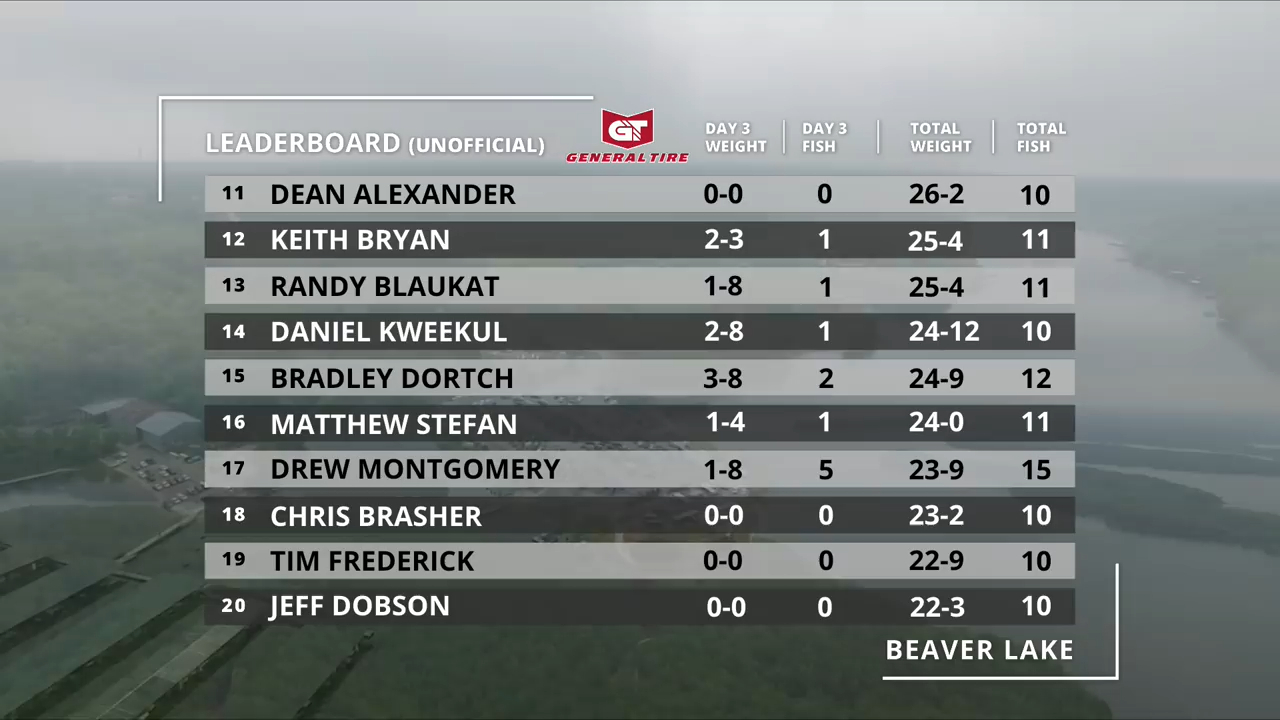 LEADERBOARD (UNOFFICIAL)
GT
GENERAL TIRE
DAY 3 WEIGHT DAY 3 FISH TOTAL WEIGHT TOTAL FISH
11 DEAN ALEXANDER 0-0 0 26-2 10
12 KEITH BRYAN 2-3 1 25-4 11
13 RANDY BLAUKAT 1-8 1 25-4 11
14 DANIEL KWEEKUL 2-8 1 24-12 10
15 BRADLEY DORTCH 3-8 2 24-9 12
16 MATTHEW STEFAN 1-4 1 24-0 11
17 DREW MONTGOMERY 1-8 5 23-9 15
18 CHRIS BRASHER 0-0 0 23-2 10
19 TIM FREDERICK 0-0 0 22-9 10
20 JEFF DOBSON 0-0 0 22-3 10
BEAVER LAKE